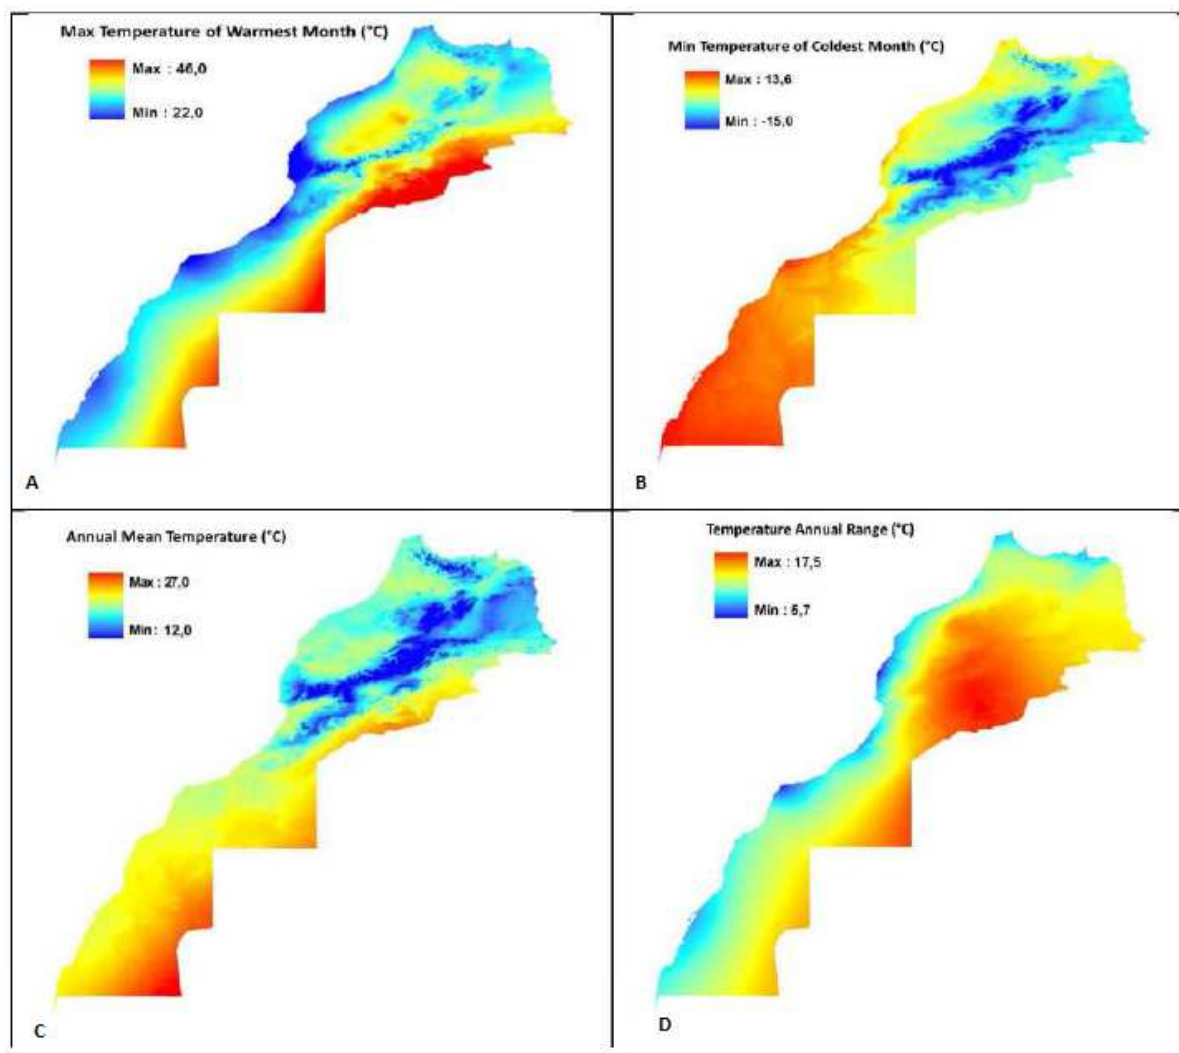 Max Temperature of Warmest Month (°C)
Max : 46,0
Min : 22,0
A
Min Temperature of Coldest Month (°C)
Max : 13,6
Min : -15,0
B
Annual Mean Temperature (°C)
Max : 27,0
Min : 12,0
C
Temperature Annual Range (°C)
Max : 17,5
Min : 5,7
D